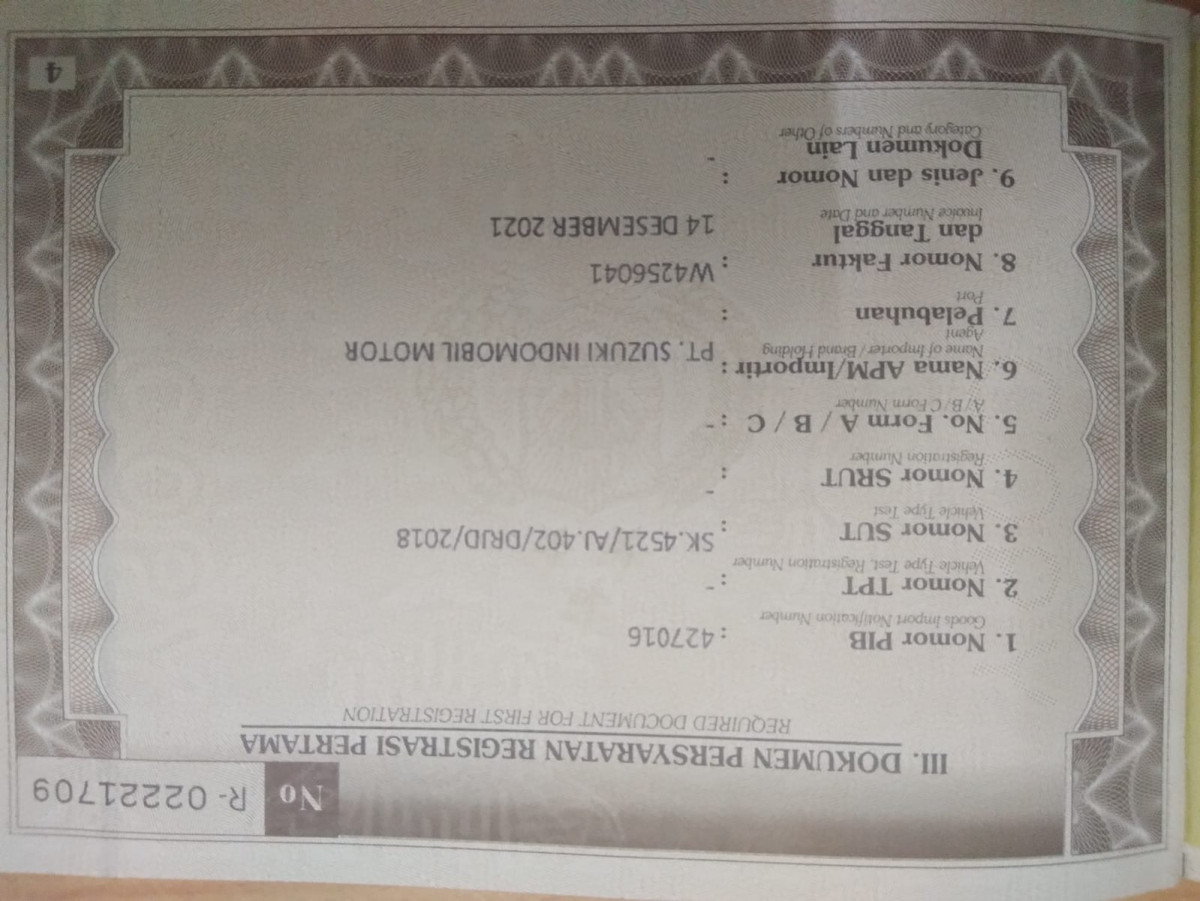 No R- 02221709
III. DOKUMEN PERSYARATAN REGISTRASI PERTAMA
REQUIRED DOCUMENT FOR FIRST REGISTRATION
1. Nomor PIB : 427016
Goods Import Notification Number
2. Nomor TPT : -
Vehicle Type Test, Registration Number
3. Nomor SUT : SK.4521/AJ.402/DRJD/2018
Vehicle Type Test
4. Nomor SRUT : -
Registration Number
5. No. Form A / B / C : -
A / B / C Form Number
6. Nama APM/Importir : PT. SUZUKI INDOMOBIL MOTOR
Name of Importer / Brand Holding
Agent
7. Pelabuhan :
Port
8. Nomor Faktur : W4256041
dan Tanggal 14 DESEMBER 2021
Invoice Number and Date
9. Jenis dan Nomor :
Dokumen Lain -
Category and Numbers of Other
4